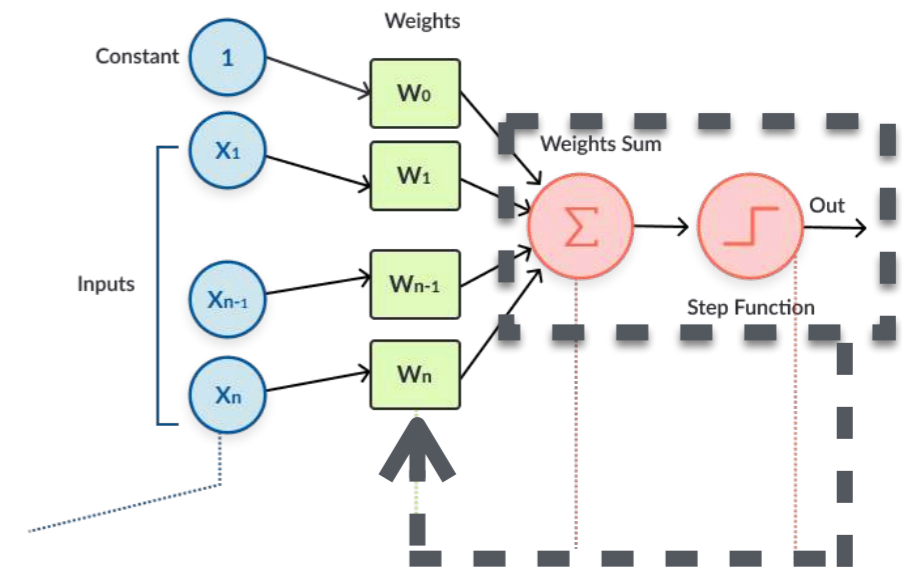 Weights
Constant
1
W0
X1
Weights Sum
W1
Σ
Out
Inputs
Xn-1
Wn-1
Step Function
Xn
Wn